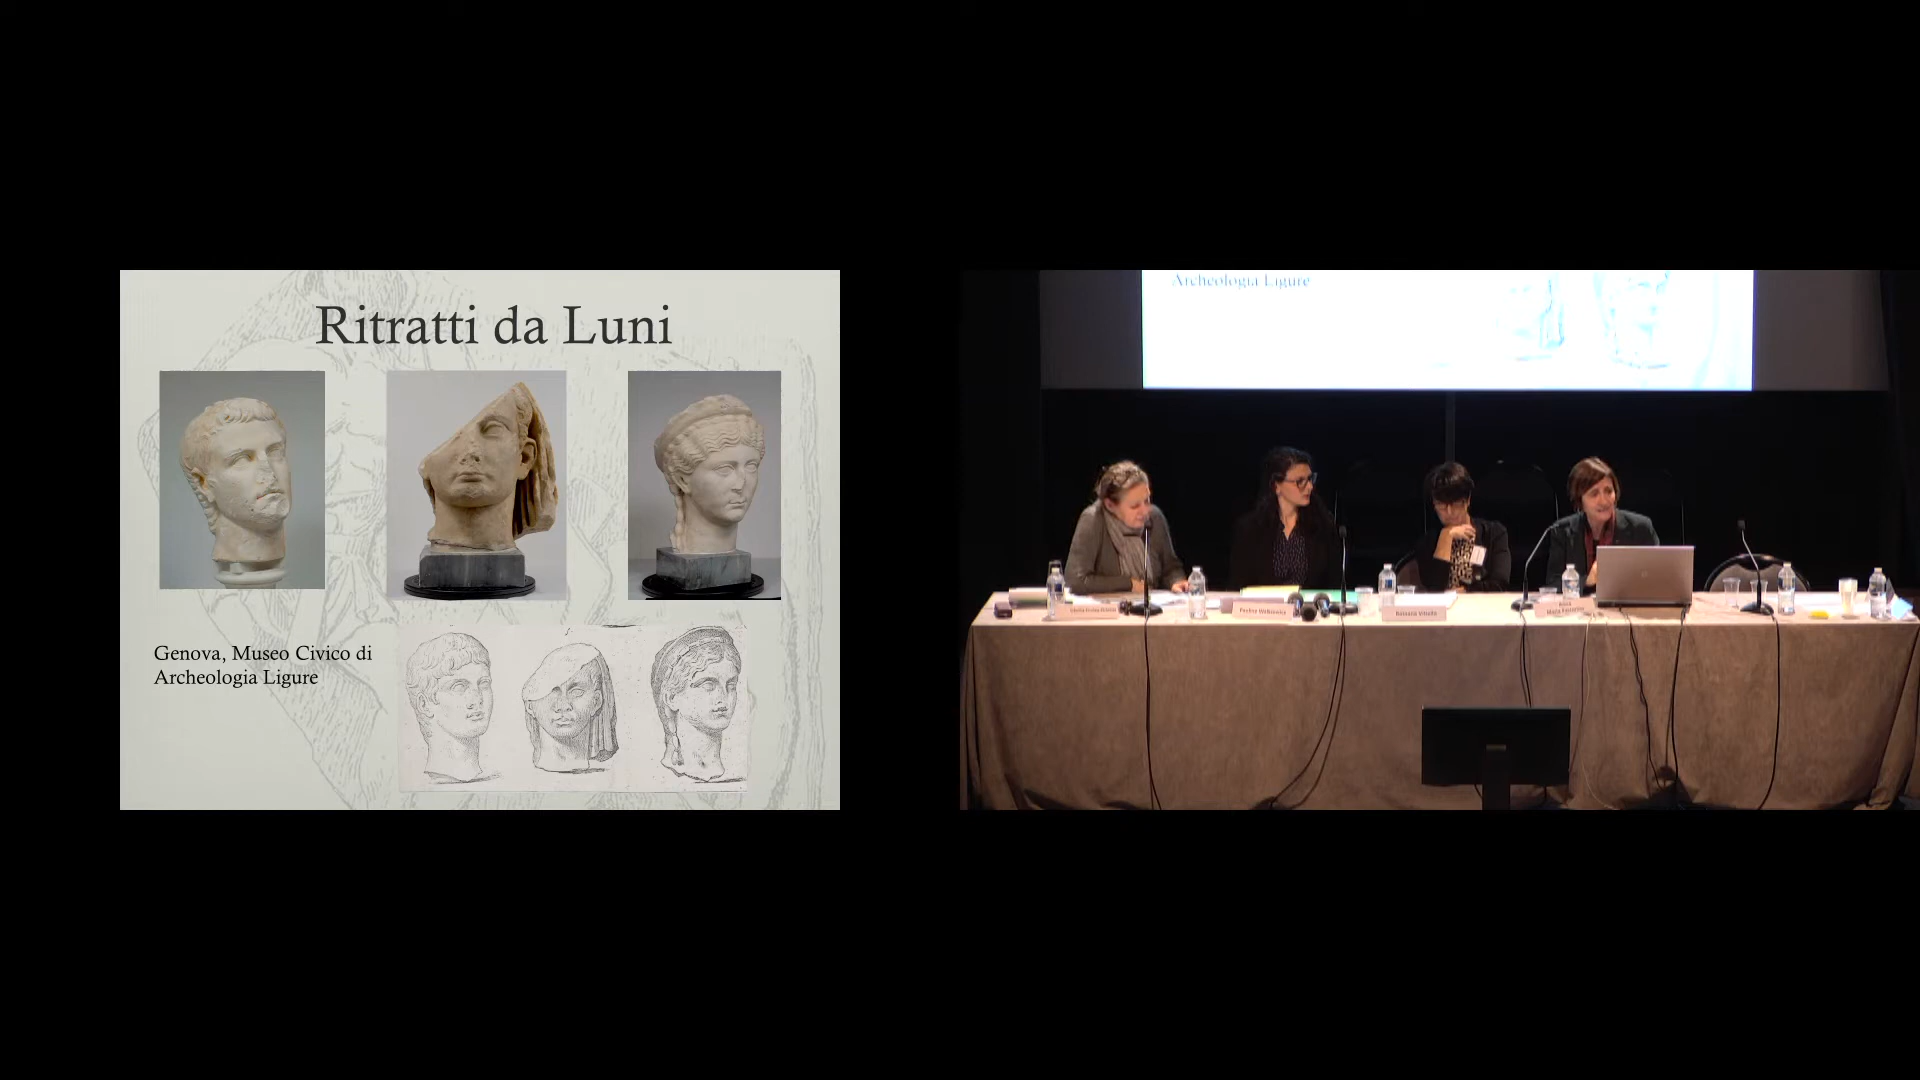 Ritratti da Luni
Genova, Museo Civico di
Archeologia Ligure
Archeologia Ligure